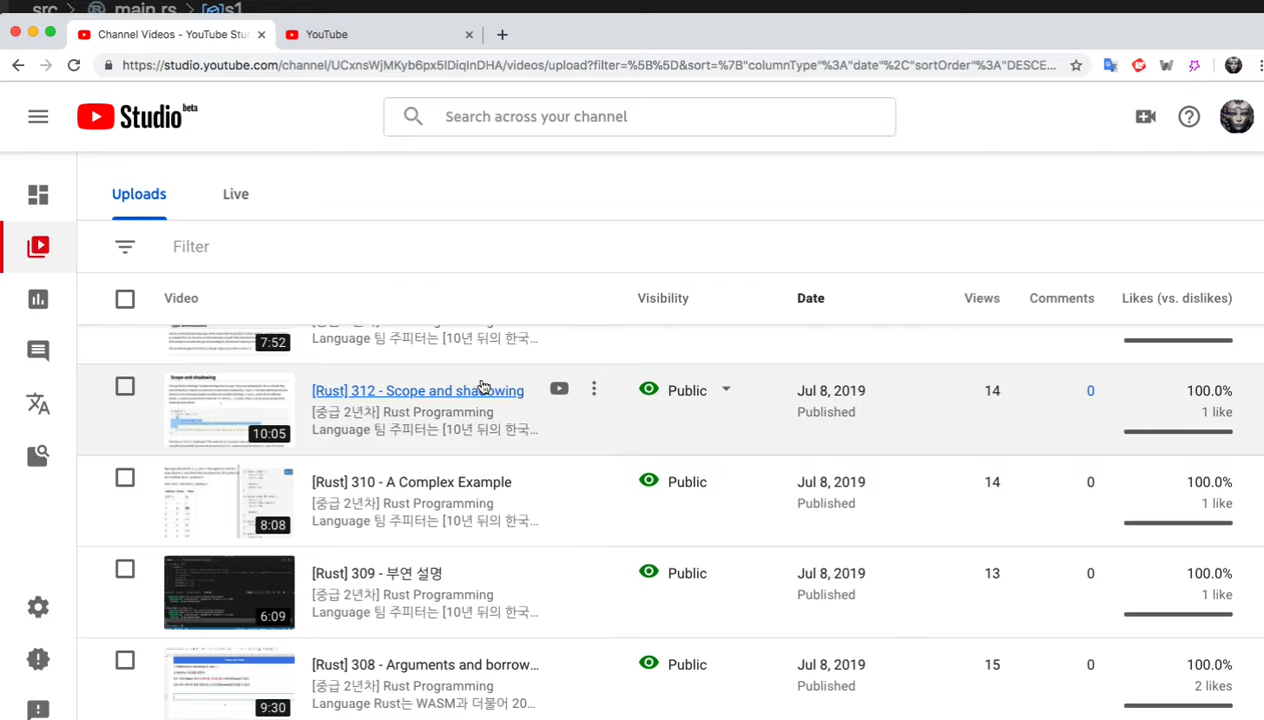 src > main.rs > s1
Channel Videos - YouTube Stu
YouTube
https://studio.youtube.com/channel/UCxnsWjMKyb6px5IDiqInDHA/videos/upload?filter=%5B%5D&sort=%7B"columnType"%3A"date"%2C"sortOrder"%3A"DESCE...
Studio beta
Search across your channel
Uploads
Live
Filter
Video
Visibility
Date
Views
Comments
Likes (vs. dislikes)
7:52
Language 팀 주피터는 [10년 뒤의 한국...
Scope and shadowing
10:05
[Rust] 312 - Scope and shadowing
[중급 2년차] Rust Programming
Language 팀 주피터는 [10년 뒤의 한국...
Public
Jul 8, 2019
Published
14
0
100.0%
1 like
8:08
[Rust] 310 - A Complex Example
[중급 2년차] Rust Programming
Language 팀 주피터는 [10년 뒤의 한국...
Public
Jul 8, 2019
Published
14
0
100.0%
1 like
6:09
[Rust] 309 - 부연 설명
[중급 2년차] Rust Programming
Language 팀 주피터는 [10년 뒤의 한국...
Public
Jul 8, 2019
Published
13
0
100.0%
1 like
9:30
[Rust] 308 - Arguments and borrow...
[중급 2년차] Rust Programming
Language Rust는 WASM과 더불어 20...
Public
Jul 8, 2019
Published
15
0
100.0%
2 likes